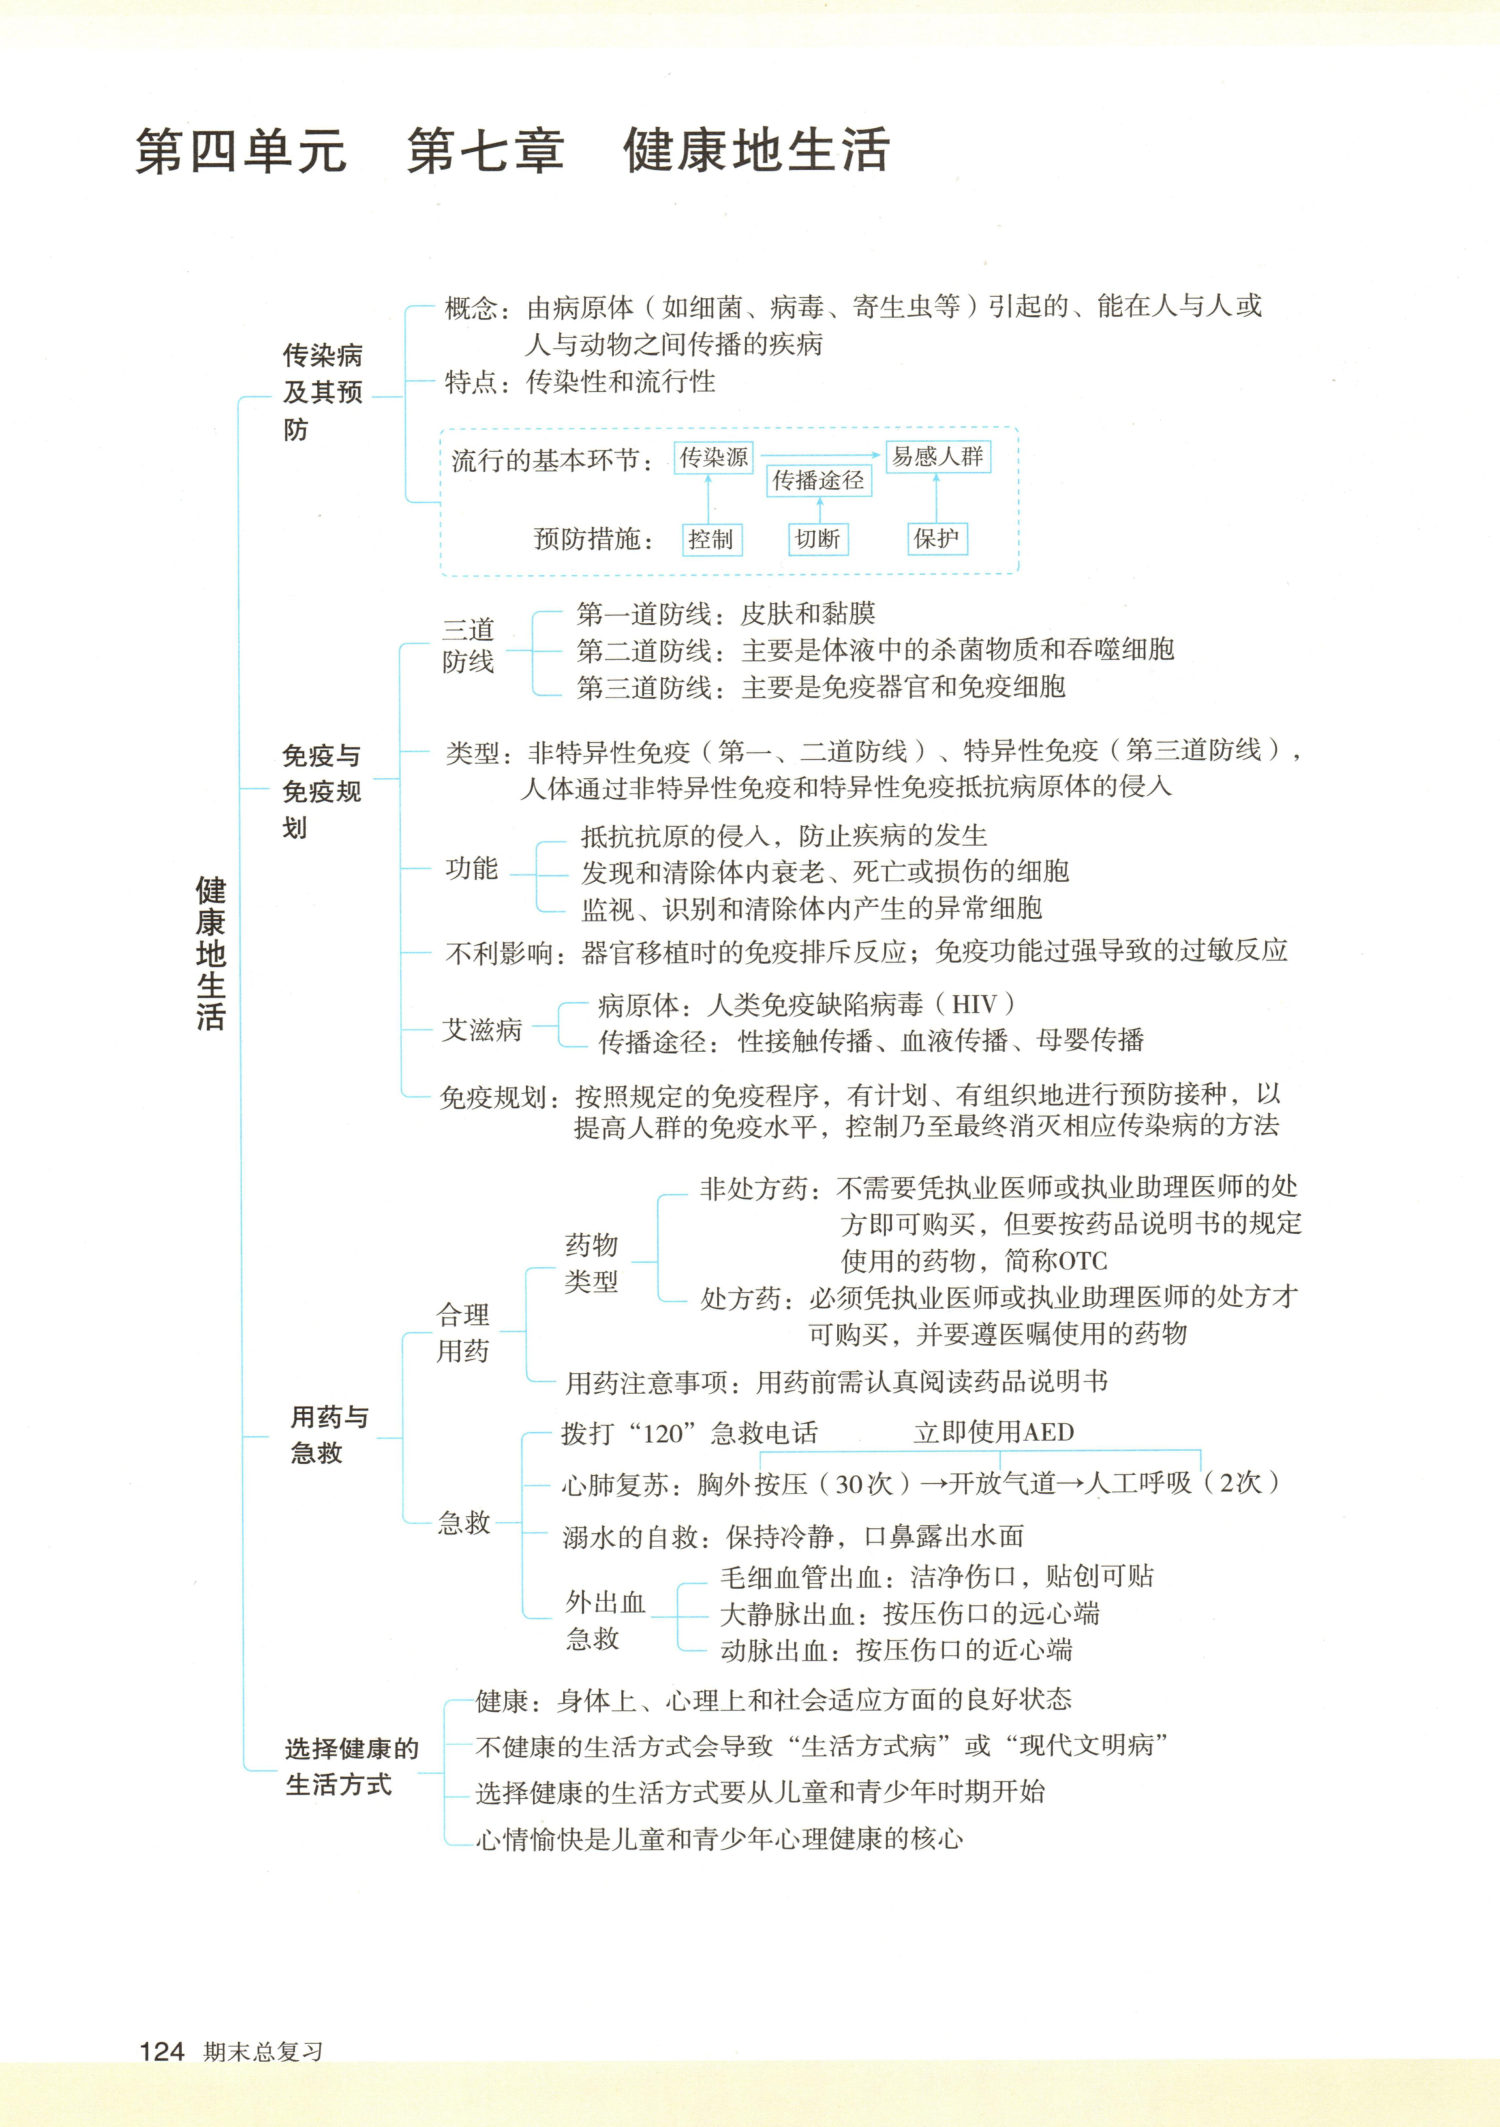 第四单元 第七章 健康地生活
健康地生活
传染病
及其预
防
概念：由病原体（如细菌、病毒、寄生虫等）引起的、能在人与人或
人与动物之间传播的疾病
特点：传染性和流行性
流行的基本环节： 传染源 易感人群
传播途径
预防措施： 控制 切断 保护
免疫与
免疫规
划
三道
防线
第一道防线：皮肤和黏膜
第二道防线：主要是体液中的杀菌物质和吞噬细胞
第三道防线：主要是免疫器官和免疫细胞
类型：非特异性免疫（第一、二道防线）、特异性免疫（第三道防线），
人体通过非特异性免疫和特异性免疫抵抗病原体的侵入
功能
抵抗抗原的侵入，防止疾病的发生
发现和清除体内衰老、死亡或损伤的细胞
监视、识别和清除体内产生的异常细胞
不利影响：器官移植时的免疫排斥反应；免疫功能过强导致的过敏反应
艾滋病
病原体：人类免疫缺陷病毒（HIV）
传播途径：性接触传播、血液传播、母婴传播
免疫规划：按照规定的免疫程序，有计划、有组织地进行预防接种，以
提高人群的免疫水平，控制乃至最终消灭相应传染病的方法
用药与
急救
合理
用药
药物
类型
非处方药：不需要凭执业医师或执业助理医师的处
方即可购买，但要按药品说明书的规定
使用的药物，简称OTC
处方药：必须凭执业医师或执业助理医师的处方才
可购买，并要遵医嘱使用的药物
用药注意事项：用药前需认真阅读药品说明书
急救
拨打“120”急救电话 立即使用AED
心肺复苏：胸外按压（30次）→开放气道→人工呼吸（2次）
溺水的自救：保持冷静，口鼻露出水面
外出血
急救
毛细血管出血：洁净伤口，贴创可贴
大静脉出血：按压伤口的远心端
动脉出血：按压伤口的近心端
选择健康的
生活方式
健康：身体上、心理上和社会适应方面的良好状态
不健康的生活方式会导致“生活方式病”或“现代文明病”
选择健康的生活方式要从儿童和青少年时期开始
心情愉快是儿童和青少年心理健康的核心
124 期末总复习